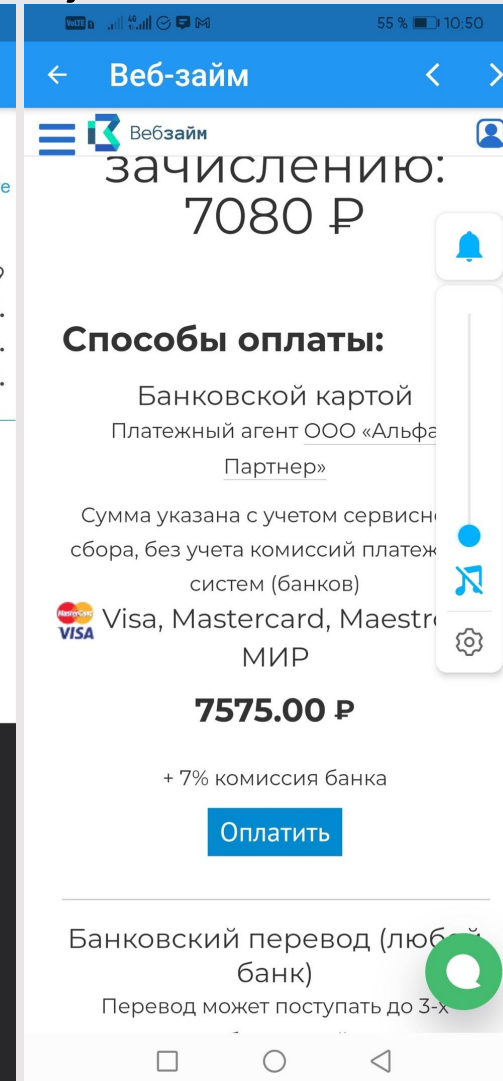 55 % 10:50
Веб-займ
Вебзайм
зачислению:
7080 ₽
Способы оплаты:
Банковской картой
Платежный агент ООО «Альфа
Партнер»
Сумма указана с учетом сервисн
сбора, без учета комиссий платеж
систем (банков)
MasterCard
VISA
Visa, Mastercard, Maestr
МИР
7575.00 ₽
+ 7% комиссия банка
Оплатить
Банковский перевод (любой
банк)
Перевод может поступать до 3-х